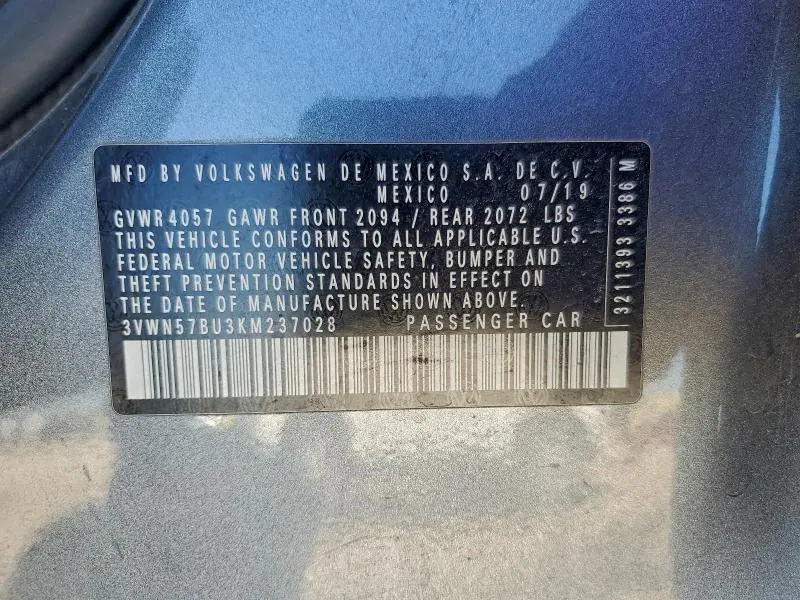 MFD BY VOLKSWAGEN DE MEXICO S.A. DE C.V.
MEXICO 07/19
GVWR 4057 GAWR FRONT 2094 / REAR 2072 LBS
THIS VEHICLE CONFORMS TO ALL APPLICABLE U.S.
FEDERAL MOTOR VEHICLE SAFETY, BUMPER AND
THEFT PREVENTION STANDARDS IN EFFECT ON
THE DATE OF MANUFACTURE SHOWN ABOVE.
3VWN57BU3KM237028 PASSENGER CAR
3211393 3386 M